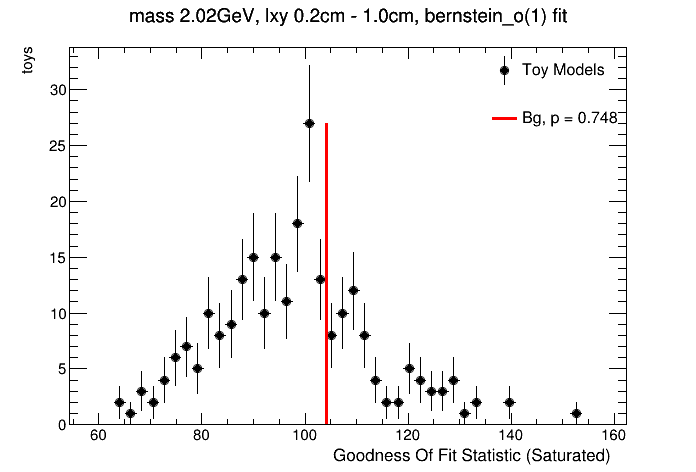 mass 2.02GeV, lxy 0.2cm - 1.0cm, bernstein_o(1) fit
toys
Toy Models
Bg, p = 0.748
30
25
20
15
10
5
0
60 80 100 120 140 160
Goodness Of Fit Statistic (Saturated)